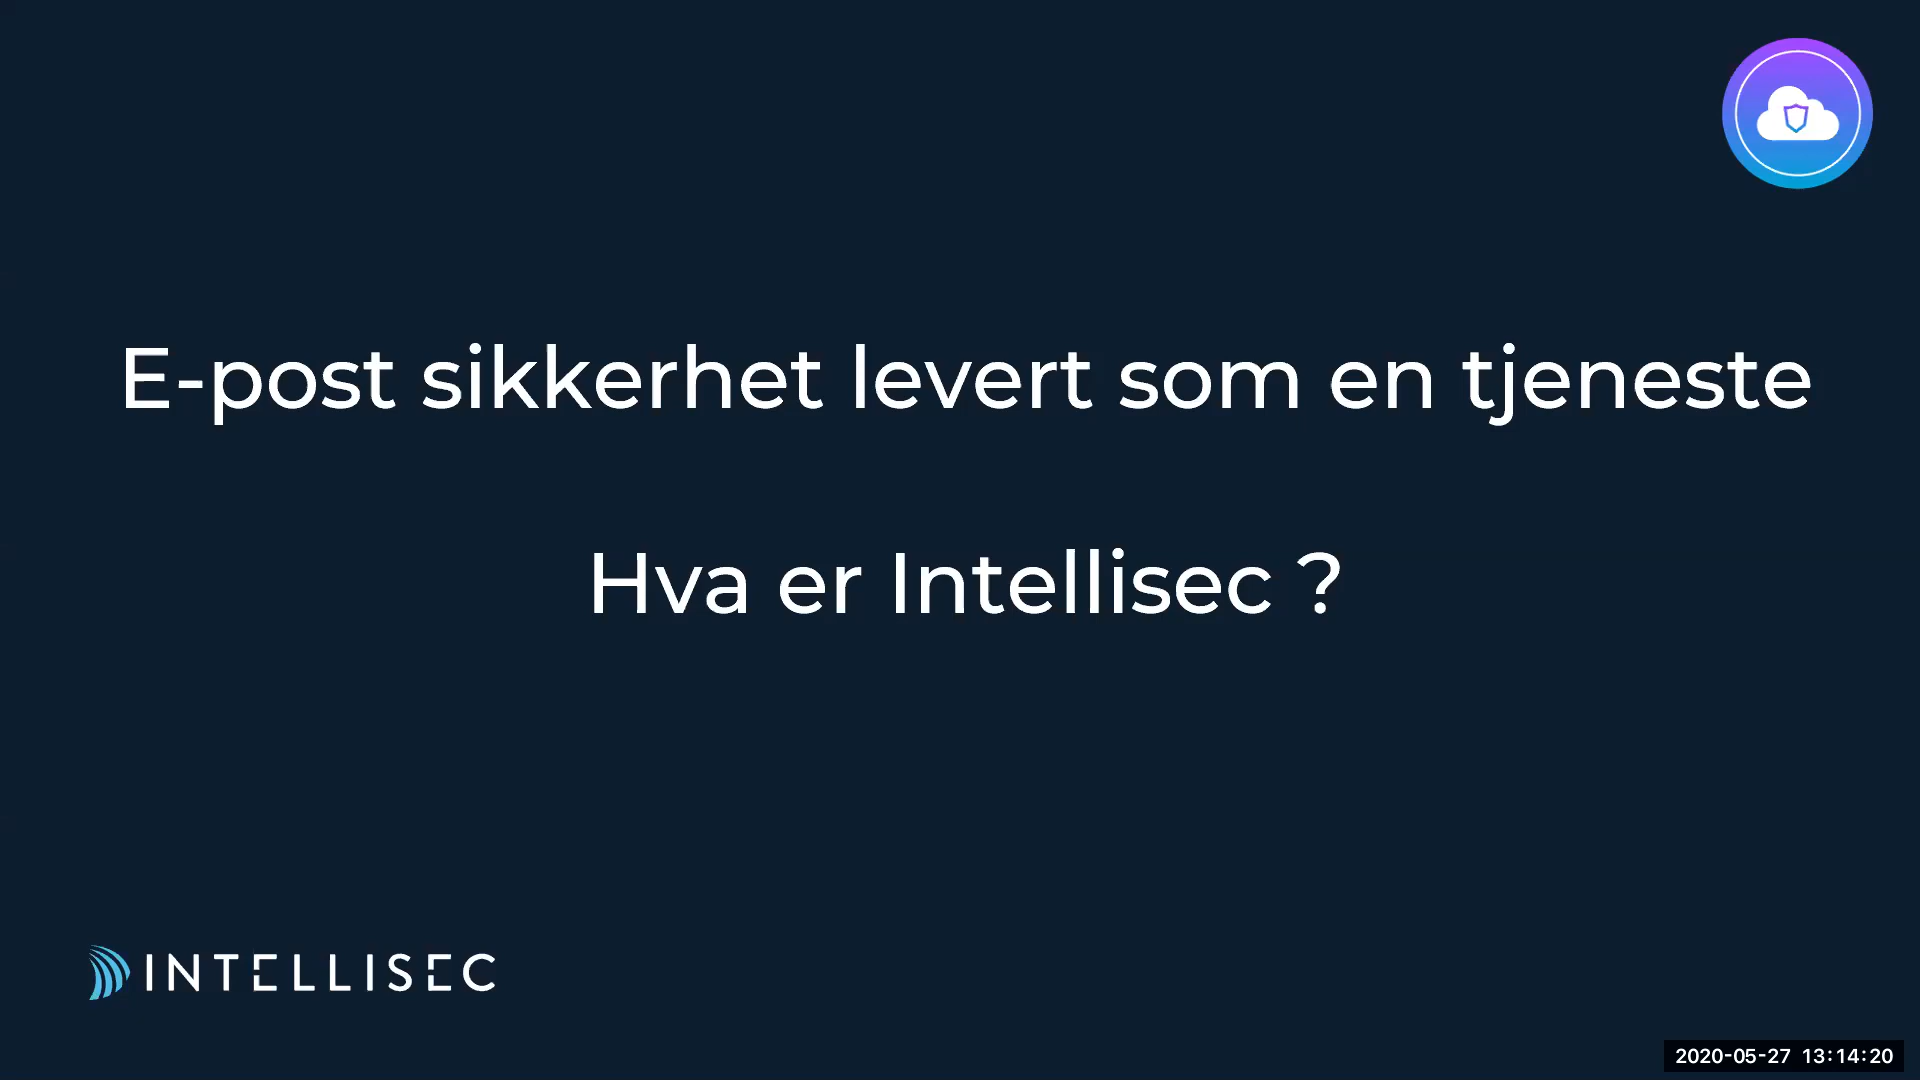 E-post sikkerhet levert som en tjeneste
Hva er Intellisec ?
INTELLISEC
2020-05-27 13:14:20